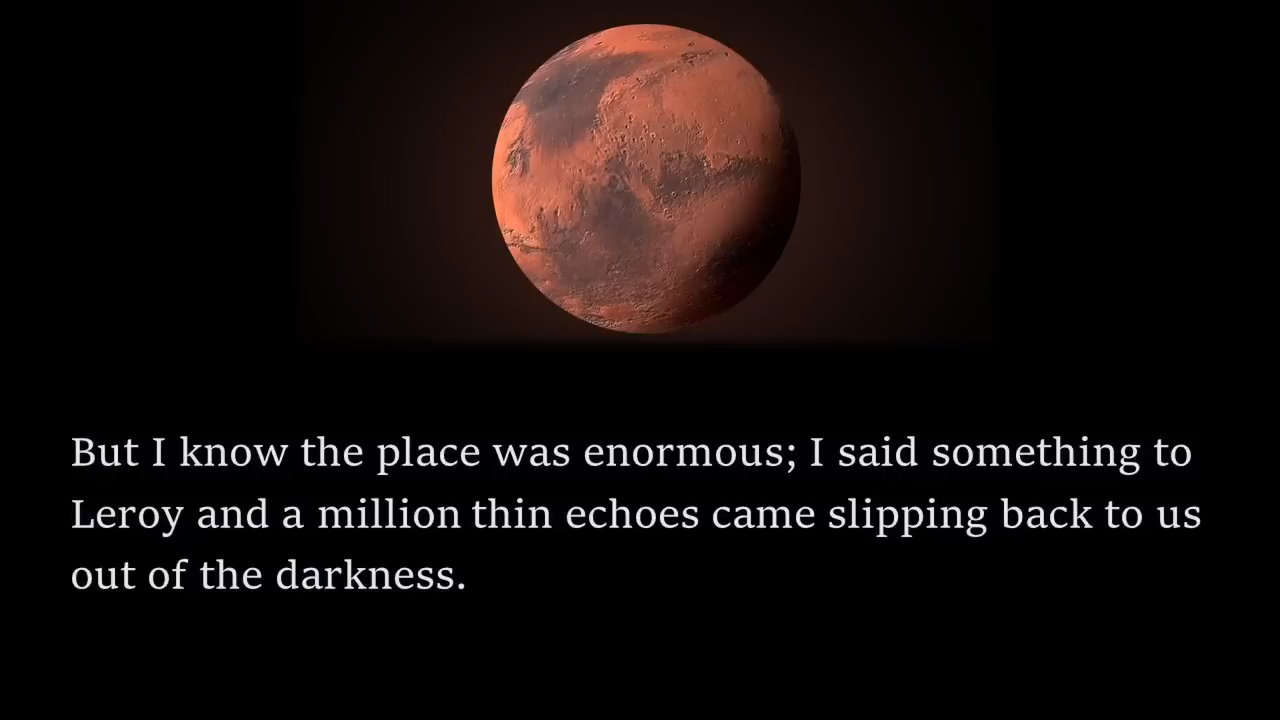 But I know the place was enormous; I said something to
Leroy and a million thin echoes came slipping back to us
out of the darkness.